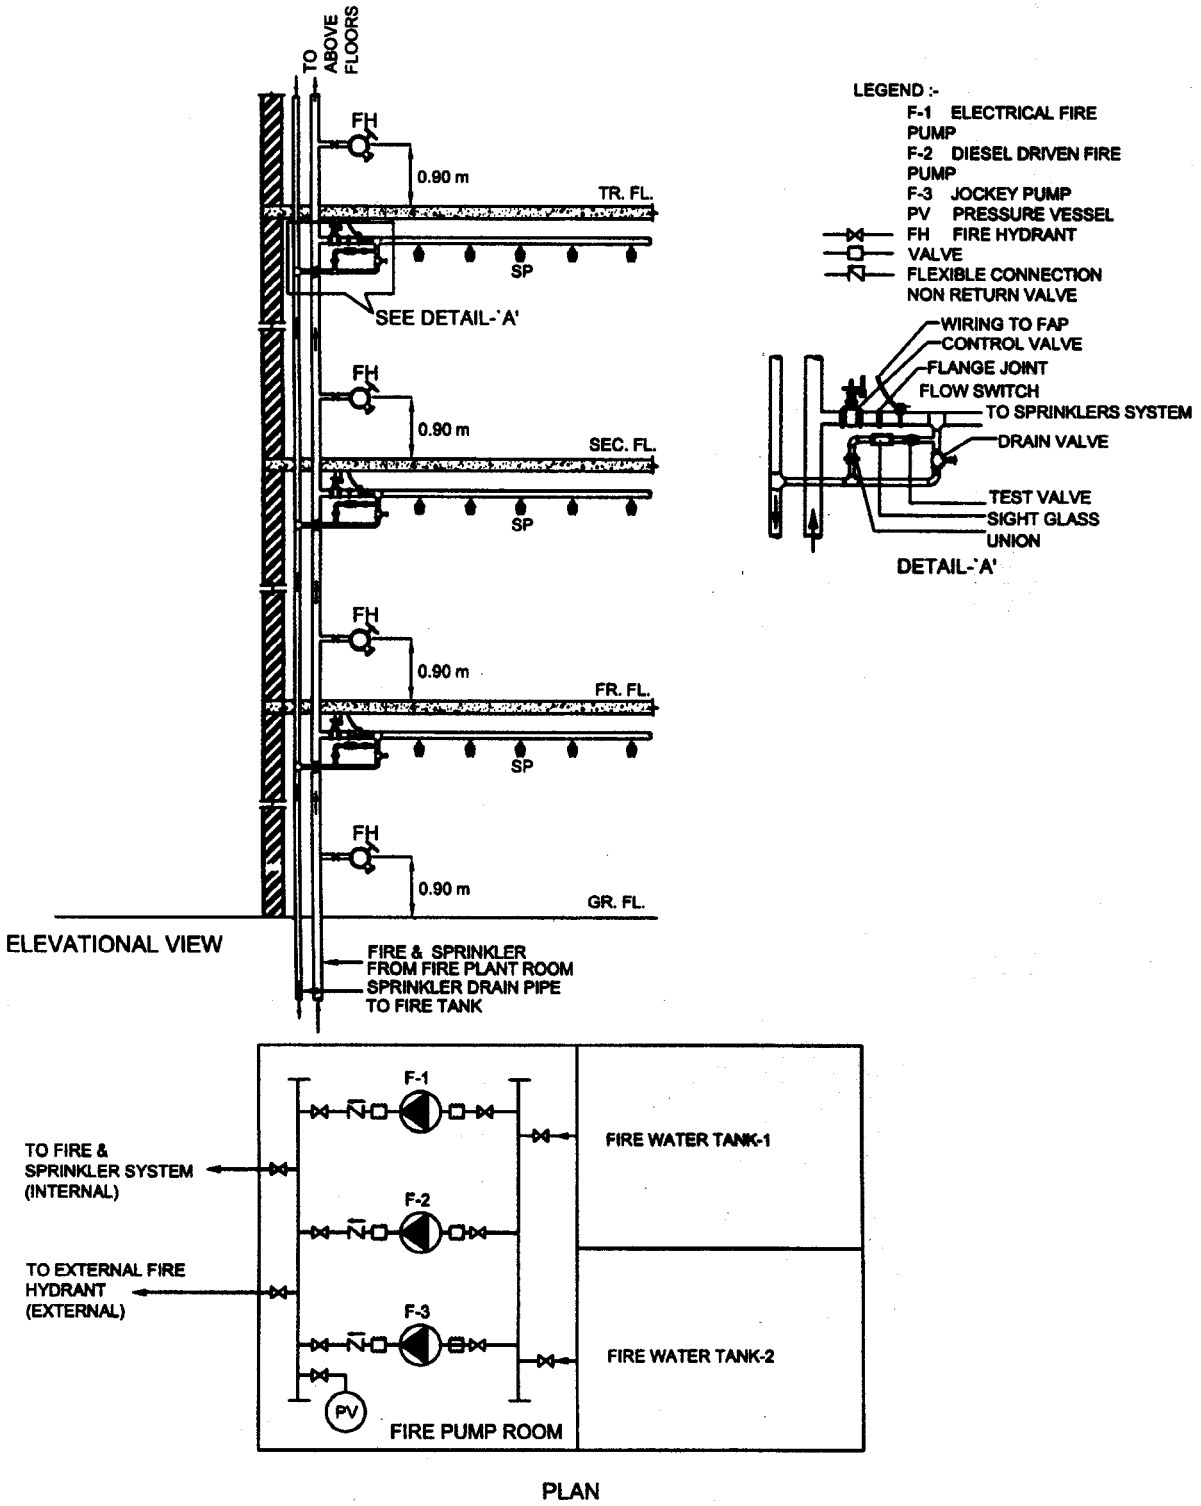 TO
ABOVE
FLOORS
FH
0.90 m
TR. FL.
SP
SEE DETAIL-`A'
FH
0.90 m
SEC. FL.
SP
FH
0.90 m
FR. FL.
SP
FH
0.90 m
GR. FL.
ELEVATIONAL VIEW
FIRE & SPRINKLER
FROM FIRE PLANT ROOM
SPRINKLER DRAIN PIPE
TO FIRE TANK
LEGEND :-
F-1 ELECTRICAL FIRE
PUMP
F-2 DIESEL DRIVEN FIRE
PUMP
F-3 JOCKEY PUMP
PV PRESSURE VESSEL
FH FIRE HYDRANT
VALVE
FLEXIBLE CONNECTION
NON RETURN VALVE
WIRING TO FAP
CONTROL VALVE
FLANGE JOINT
FLOW SWITCH
TO SPRINKLERS SYSTEM
DRAIN VALVE
TEST VALVE
SIGHT GLASS
UNION
DETAIL-`A'
F-1
TO FIRE &
SPRINKLER SYSTEM
(INTERNAL)
F-2
TO EXTERNAL FIRE
HYDRANT
(EXTERNAL)
F-3
PV
FIRE PUMP ROOM
FIRE WATER TANK-1
FIRE WATER TANK-2
PLAN